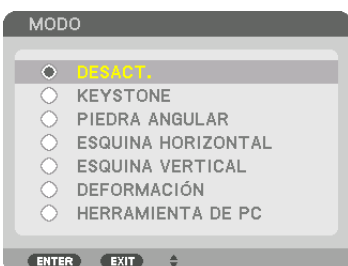 MODO
DESACT.
KEYSTONE
PIEDRA ANGULAR
ESQUINA HORIZONTAL
ESQUINA VERTICAL
DEFORMACIÓN
HERRAMIENTA DE PC
ENTER EXIT